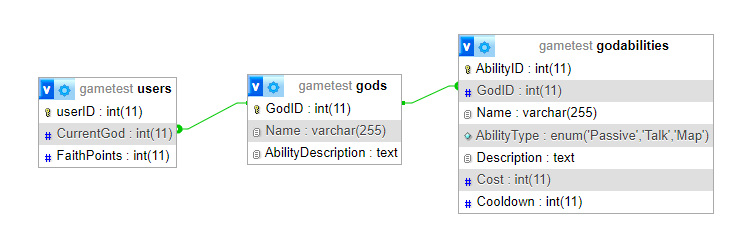 gametest users
userID : int(11)
CurrentGod : int(11)
FaithPoints : int(11)
gametest gods
GodID : int(11)
Name : varchar(255)
AbilityDescription : text
gametest godabilities
AbilityID : int(11)
GodID : int(11)
Name : varchar(255)
AbilityType : enum('Passive','Talk','Map')
Description : text
Cost : int(11)
Cooldown : int(11)